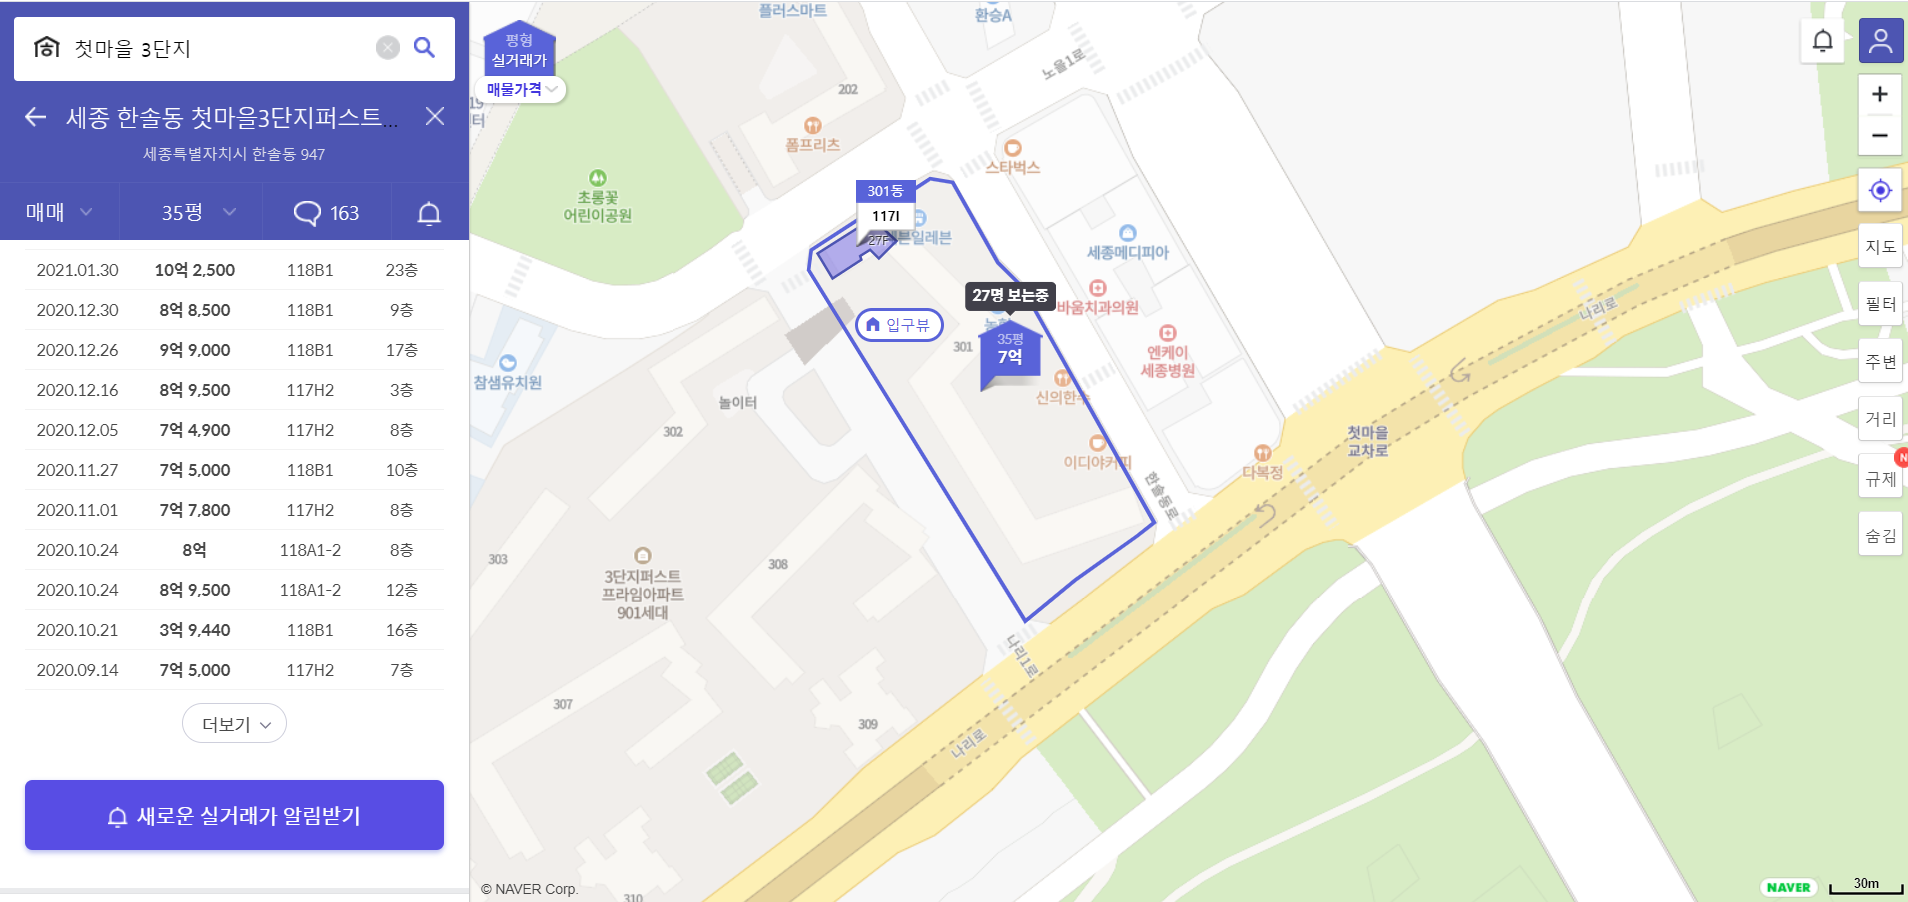 첫마을 3단지
세종 한솔동 첫마을3단지퍼스트...
세종특별자치시 한솔동 947
매매
35평
163
2021.01.30 10억 2,500 118B1 23층
2020.12.30 8억 8,500 118B1 9층
2020.12.26 9억 9,000 118B1 17층
2020.12.16 8억 9,500 117H2 3층
2020.12.05 7억 4,900 117H2 8층
2020.11.27 7억 5,000 118B1 10층
2020.11.01 7억 7,800 117H2 8층
2020.10.24 8억 118A1-2 8층
2020.10.24 8억 9,500 118A1-2 12층
2020.10.21 3억 9,440 118B1 16층
2020.09.14 7억 5,000 117H2 7층
더보기
새로운 실거래가 알림받기
평형
실거래가
매물가격
터
플러스마트
환승A
노을1로
202
폼프리츠
스타벅스
초롱꽃
어린이공원
301동
117I
27F
븐일레븐
세종메디피아
27명 보는중
바움치과의원
입구뷰
301
35평
7억
엔케이
세종병원
신의한수
참샘유치원
놀이터
302
이디야커피
다복정
첫마을
교차로
나리로
한솔동로
303
308
3단지퍼스트
프라임아파트
901세대
나리1로
307
309
나리로
310
지도
필터
주변
거리
N
규제
숨김
© NAVER Corp.
NAVER
30m